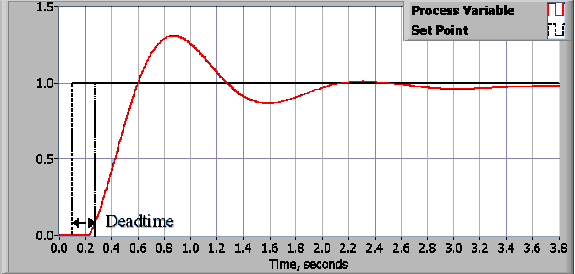 Process Variable
Set Point
1.5
1.0
0.5
0.0
Deadtime
0.0 0.2 0.4 0.6 0.8 1.0 1.2 1.4 1.6 1.8 2.0 2.2 2.4 2.6 2.8 3.0 3.2 3.4 3.6 3.8
Time, seconds